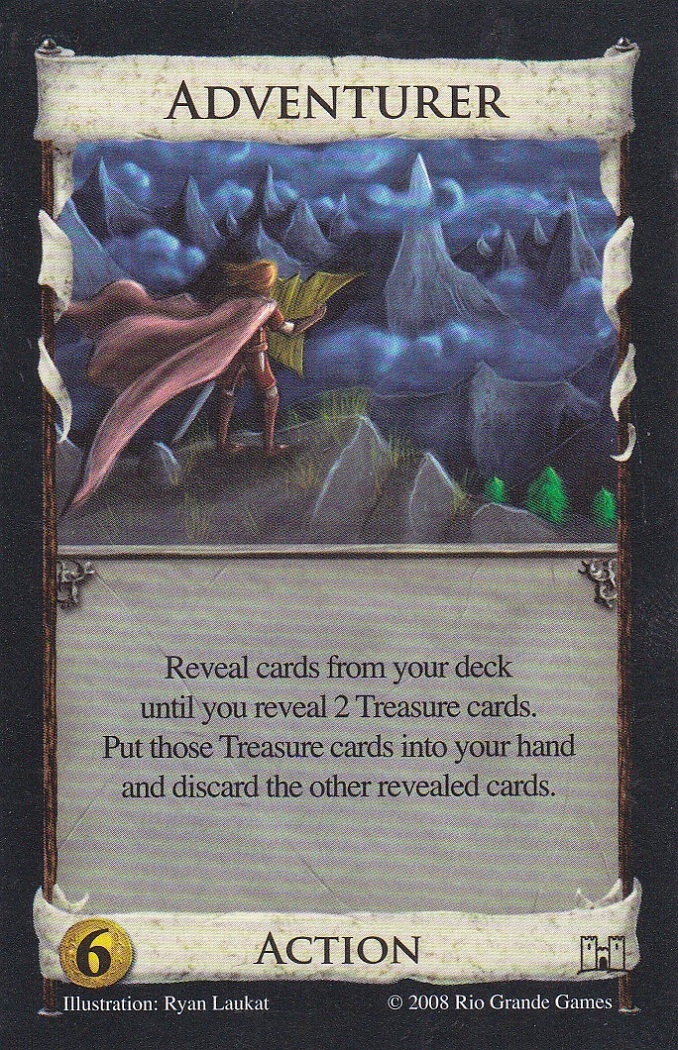 ADVENTURER
Reveal cards from your deck
until you reveal 2 Treasure cards.
Put those Treasure cards into your hand
and discard the other revealed cards.
6
ACTION
Illustration: Ryan Laukat
© 2008 Rio Grande Games